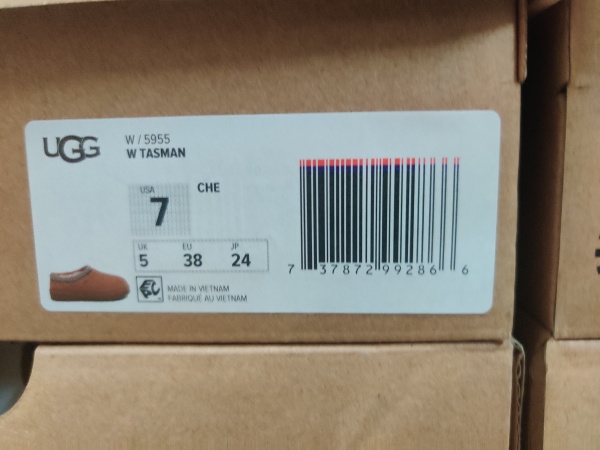 UGG
W / 5955
W TASMAN
USA
7
CHE
UK EU JP
5 38 24
MADE IN VIETNAM
FABRIQUÉ AU VIETNAM
7 37872 99286 6